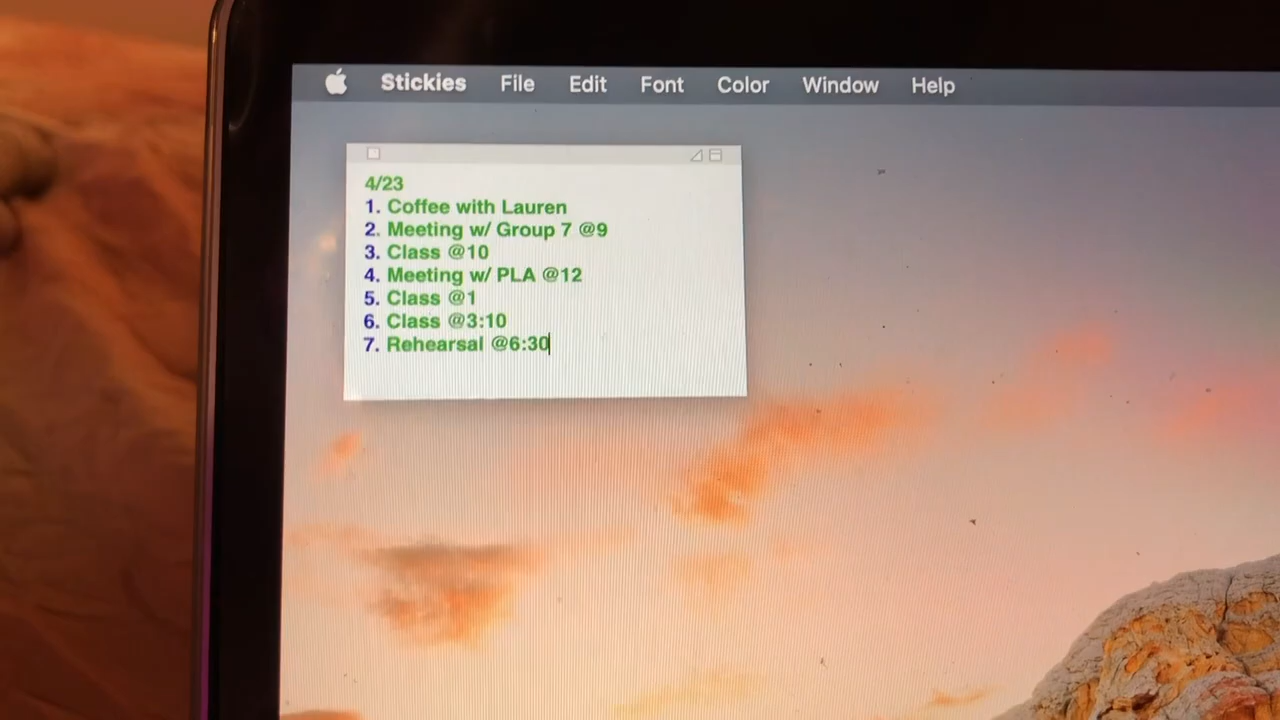 Stickies File Edit Font Color Window Help
4/23
1. Coffee with Lauren
2. Meeting w/ Group 7 @9
3. Class @10
4. Meeting w/ PLA @12
5. Class @1
6. Class @3:10
7. Rehearsal @6:30